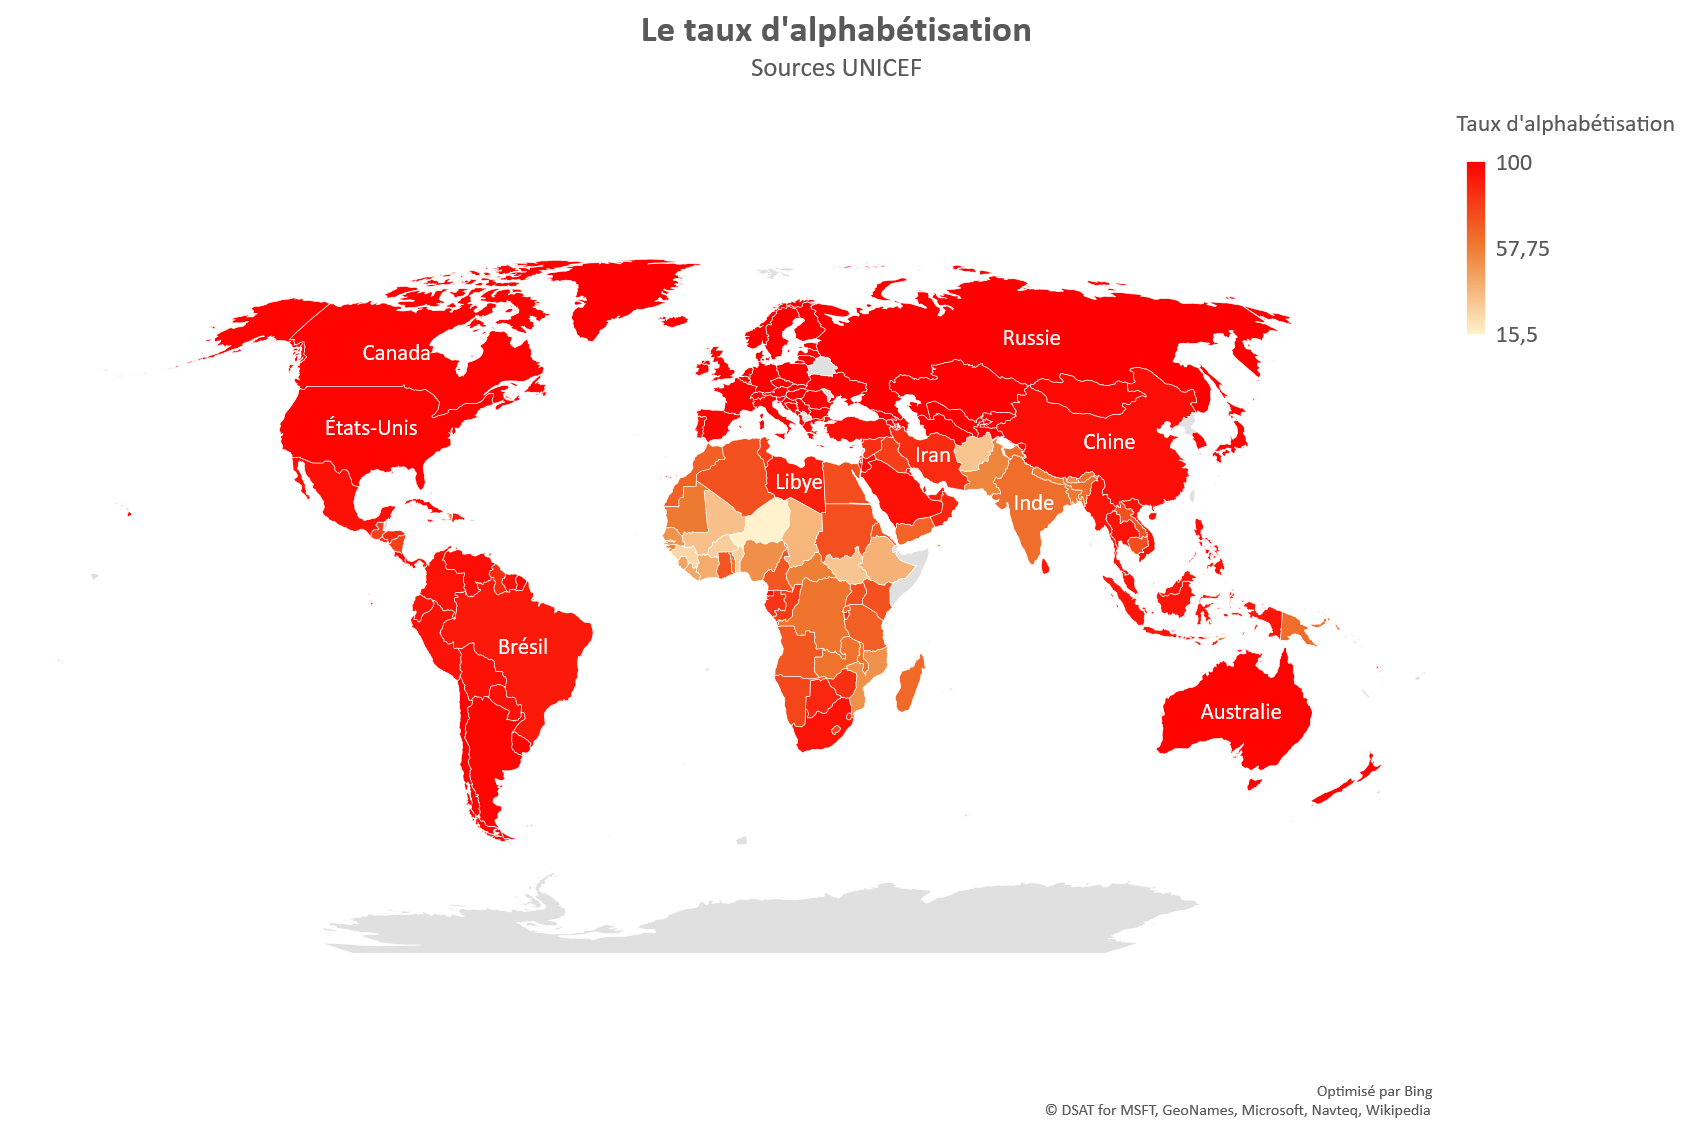 Le taux d'alphabétisation
Sources UNICEF
Taux d'alphabétisation
100
57,75
15,5
Russie
Canada
États-Unis
Chine
Iran
Libye
Inde
Brésil
Australie
Optimisé par Bing
© DSAT for MSFT, GeoNames, Microsoft, Navteq, Wikipedia